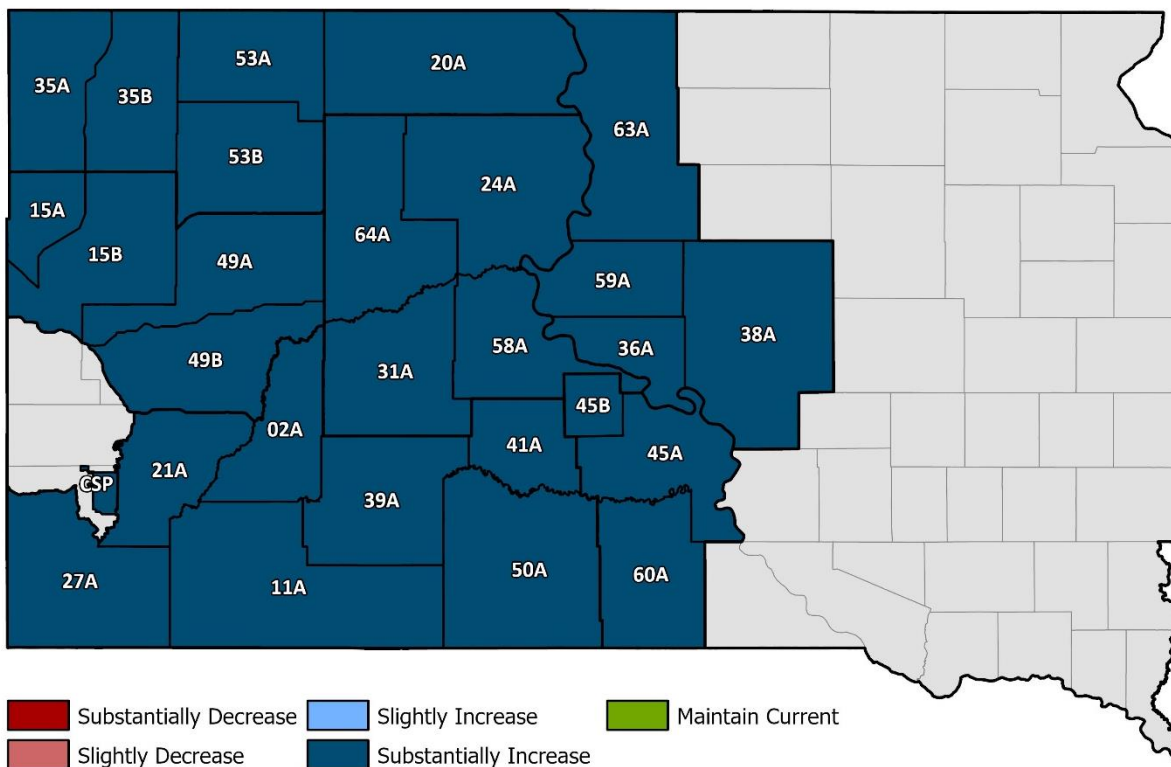 53A
20A
35A
35B
63A
53B
24A
15A
64A
15B
49A
59A
38A
58A
36A
49B
31A
45B
02A
41A
45A
21A
CSP
39A
50A
60A
27A
11A
Substantially Decrease
Slightly Increase
Maintain Current
Slightly Decrease
Substantially Increase